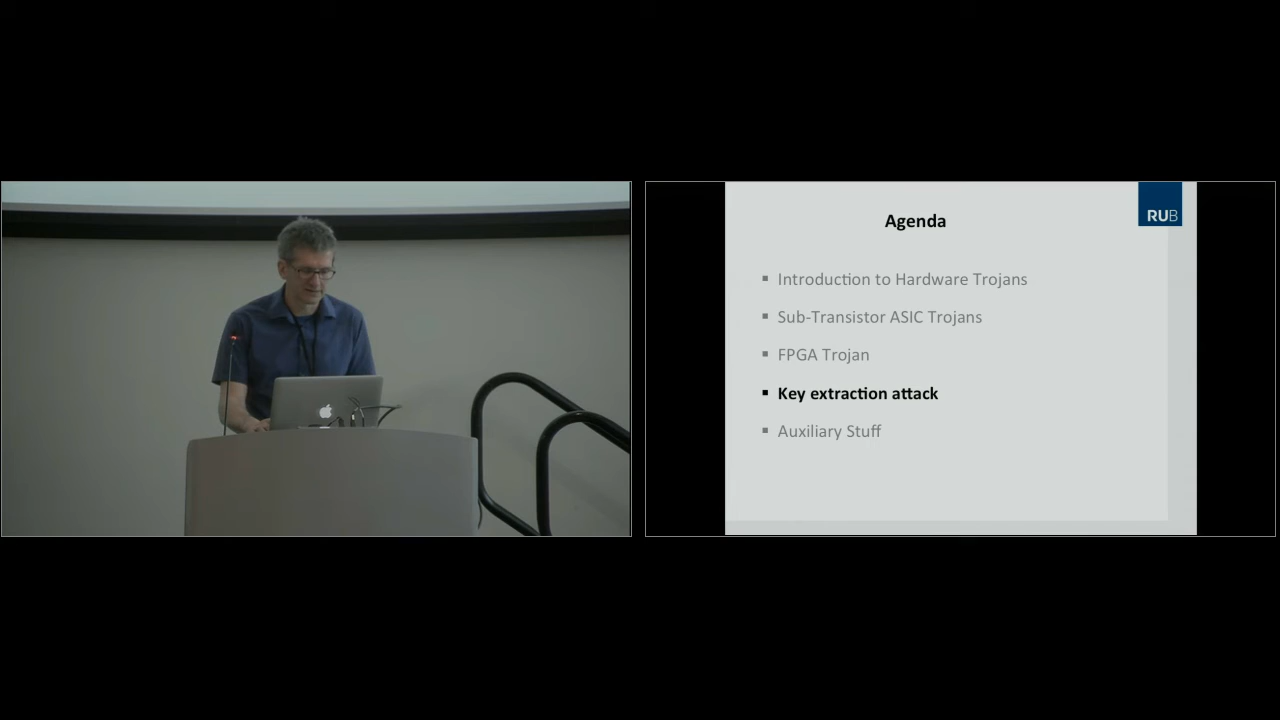 Agenda
RUB
▪ Introduction to Hardware Trojans
▪ Sub-Transistor ASIC Trojans
▪ FPGA Trojan
▪ Key extraction attack
▪ Auxiliary Stuff